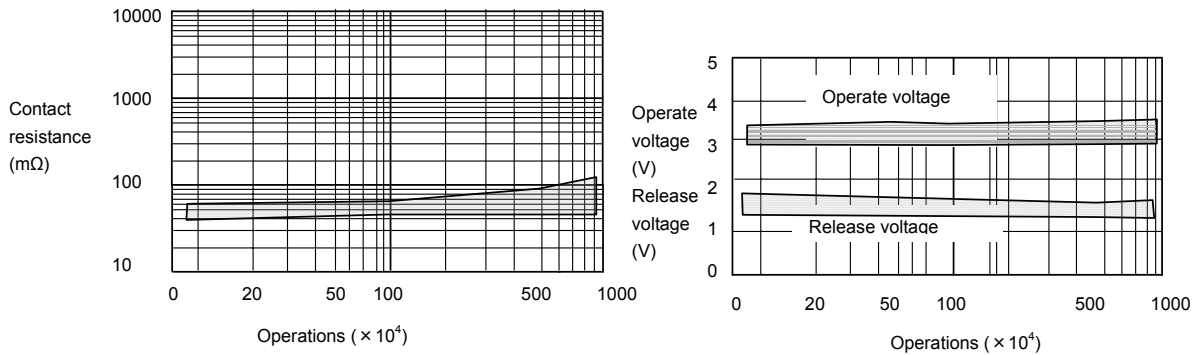 10000
1000
100
10
Contact
resistance
(mΩ)
0 20 50 100 500 1000
Operations (×10⁴)
5
4
3
2
1
0
Operate
voltage
(V)
Release
voltage
(V)
Operate voltage
Release voltage
0 20 50 100 500 1000
Operations (×10⁴)